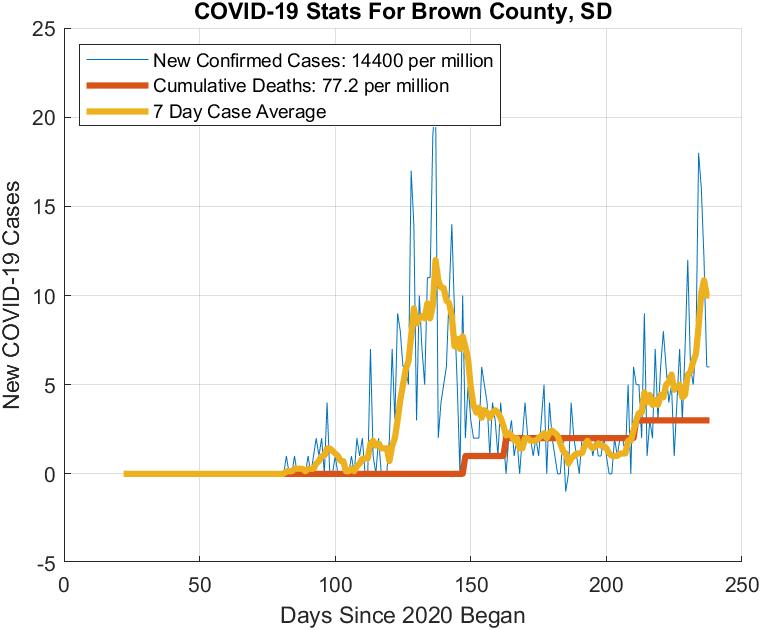 COVID-19 Stats For Brown County, SD
New Confirmed Cases: 14400 per million
Cumulative Deaths: 77.2 per million
7 Day Case Average
New COVID-19 Cases
25
20
15
10
5
0
-5
0 50 100 150 200 250
Days Since 2020 Began